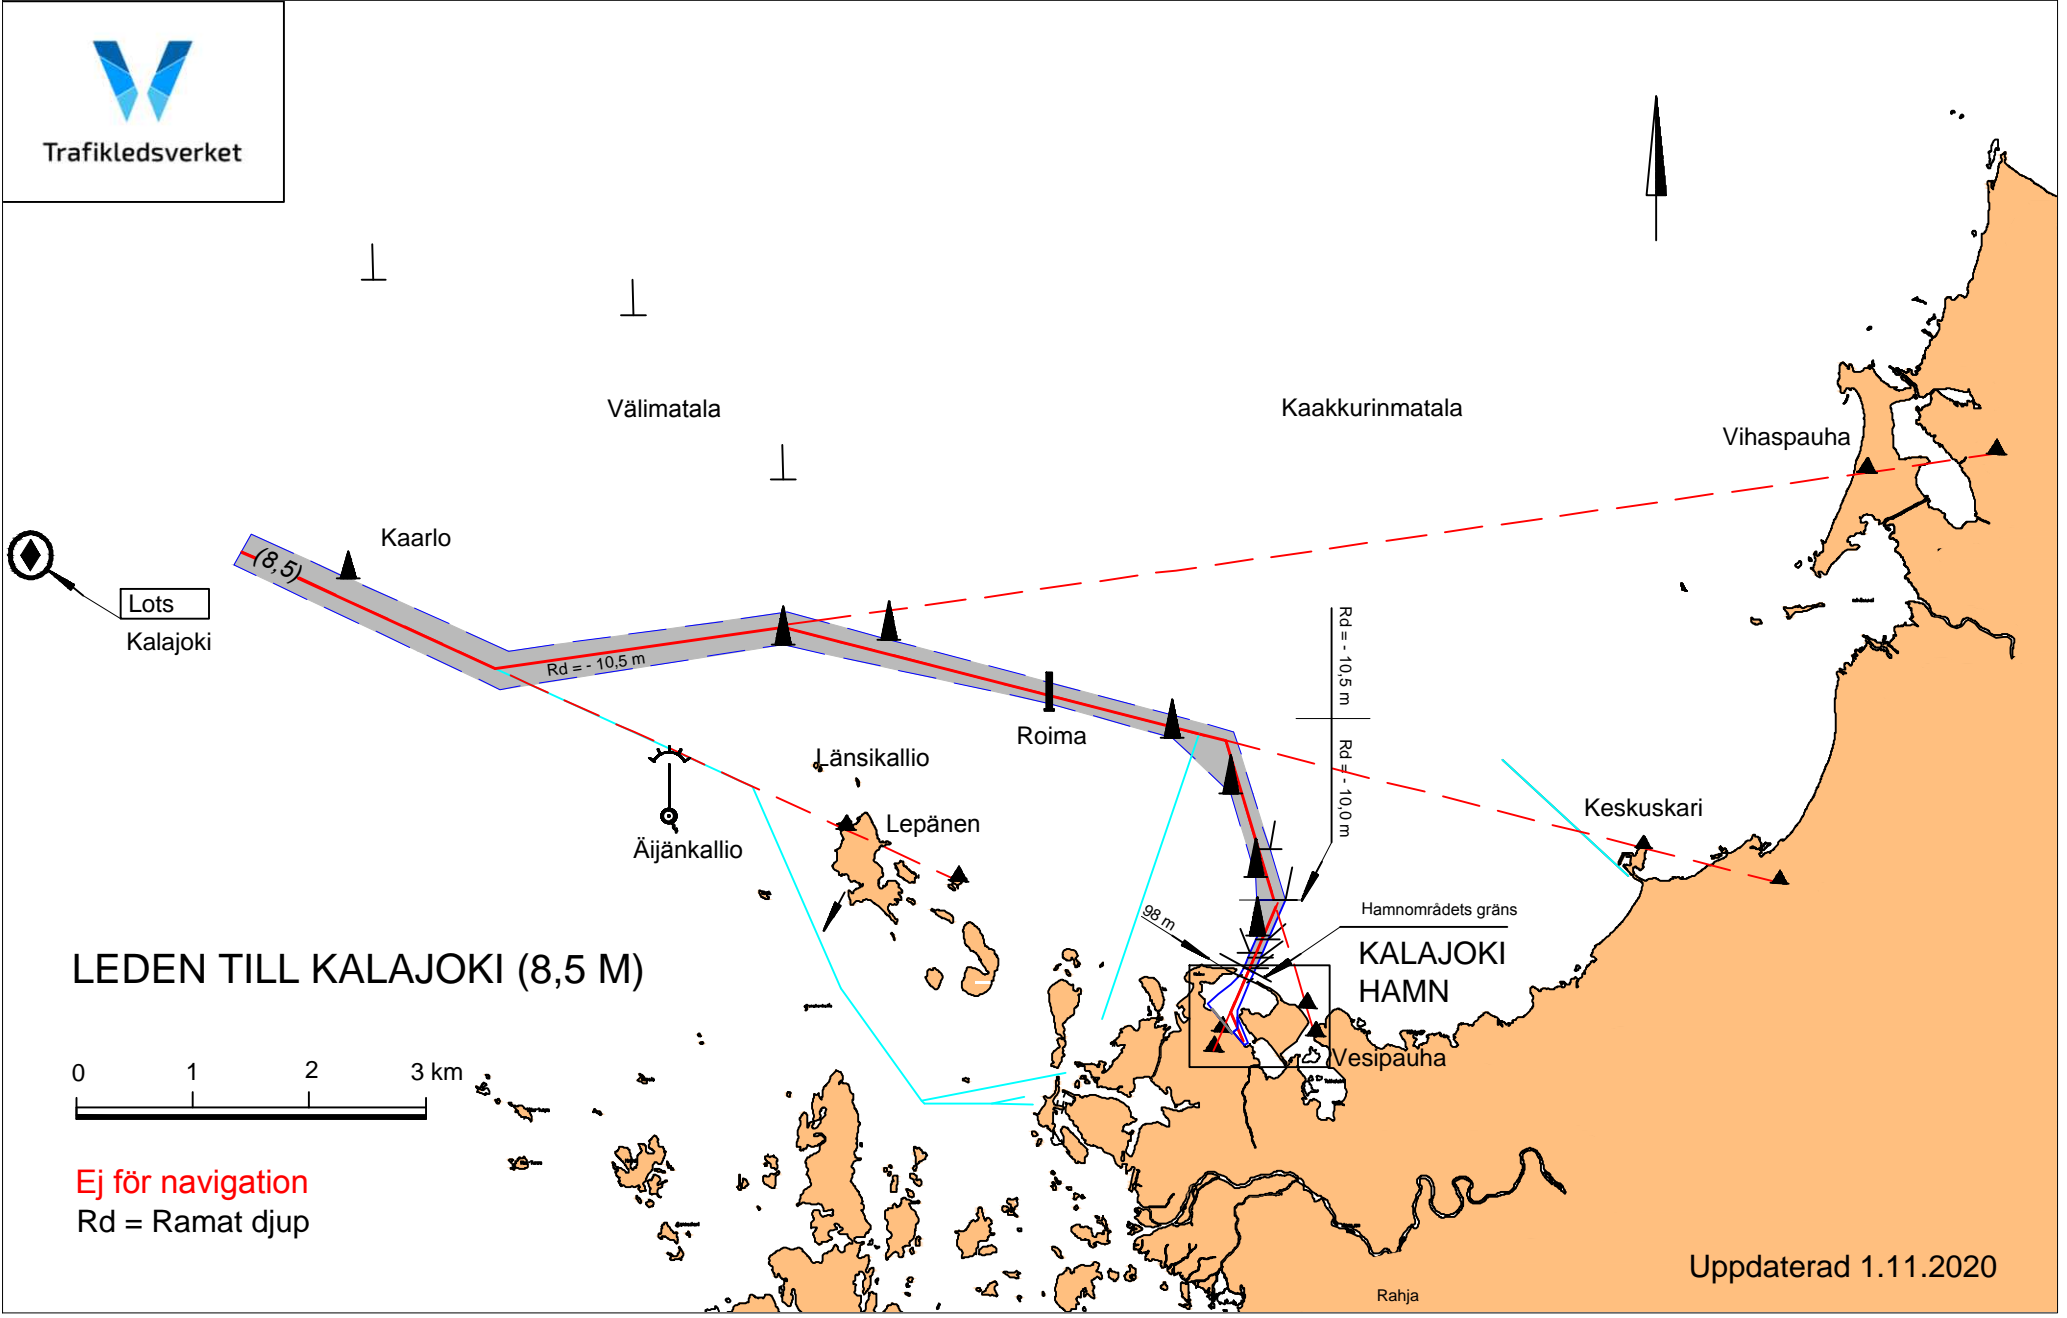 Trafikledsverket
Välimatala
Kaakkurinmatala
Vihaspauha
Kaarlo
(8,5)
Lots
Kalajoki
Rd = - 10,5 m
Rd = - 10,5 m
Rd = - 10,0 m
Roima
Länsikallio
Keskuskari
Lepänen
Äijänkallio
98 m
Hamnområdets gräns
KALAJOKI
HAMN
LEDEN TILL KALAJOKI (8,5 M)
Vesipauha
0 1 2 3 km
Ej för navigation
Rd = Ramat djup
Uppdaterad 1.11.2020
Rahja